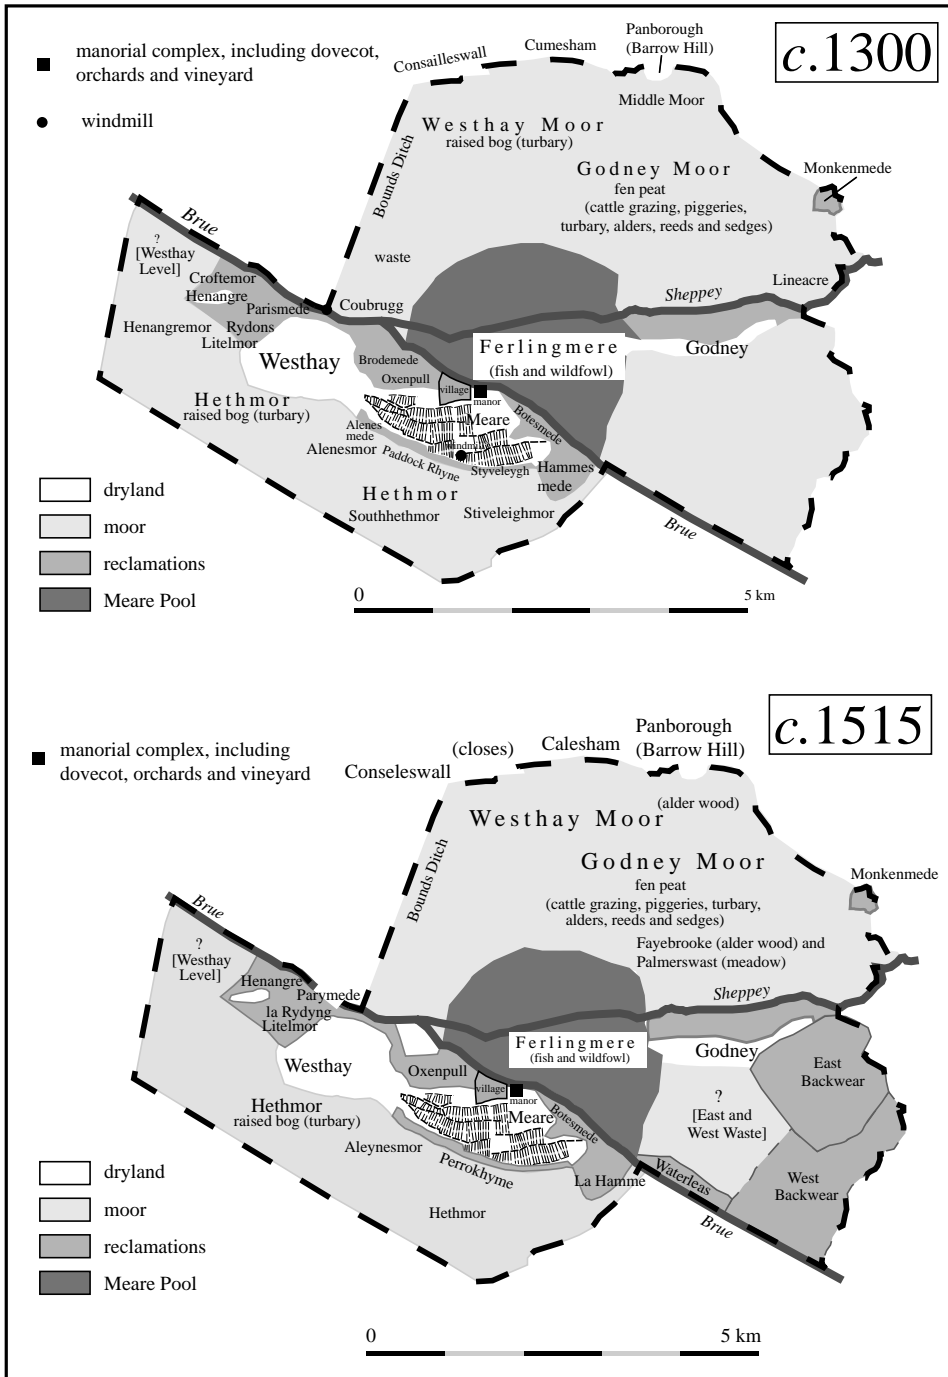 c.1300
manorial complex, including dovecot,
orchards and vineyard
windmill
Consailleswall
Cumesham
Panborough
(Barrow Hill)
Middle Moor
Westhay Moor
raised bog (turbary)
Bounds Ditch
Godney Moor
fen peat
(cattle grazing, piggeries,
turbary, alders, reeds and sedges)
Monkenmede
Brue
?
[Westhay
Level]
waste
Croftemor
Henangre
Parismede
Coubrugg
Sheppey
Lineacre
Henangremor
Rydons
Litelmor
Westhay
Brodemede
Oxenpull
Ferlingmere
(fish and wildfowl)
Godney
village
manor
Meare
Botesmede
Hethmor
raised bog (turbary)
Alenes
mede
Alenesmor
windmill
Paddock Rhyne
Styveleygh
Hammes
mede
Hethmor
Southhethmor
Stiveleighmor
Brue
dryland
moor
reclamations
Meare Pool
0
5 km
c.1515
manorial complex, including
dovecot, orchards and vineyard
Conseleswall
(closes)
Calesham
Panborough
(Barrow Hill)
(alder wood)
Westhay Moor
Bounds Ditch
Godney Moor
fen peat
(cattle grazing, piggeries, turbary,
alders, reeds and sedges)
Monkenmede
Fayebrooke (alder wood) and
Palmerswast (meadow)
Brue
?
[Westhay
Level]
Henangre
Parymede
la Rydyng
Litelmor
Sheppey
Westhay
Oxenpull
Ferlingmere
(fish and wildfowl)
Godney
East
Backwear
village
manor
Meare
Botesmede
?
[East and
West Waste]
Hethmor
raised bog (turbary)
Aleynesmor
Perrokhyme
La Hamme
Waterleas
West
Backwear
Hethmor
Brue
dryland
moor
reclamations
Meare Pool
0
5 km